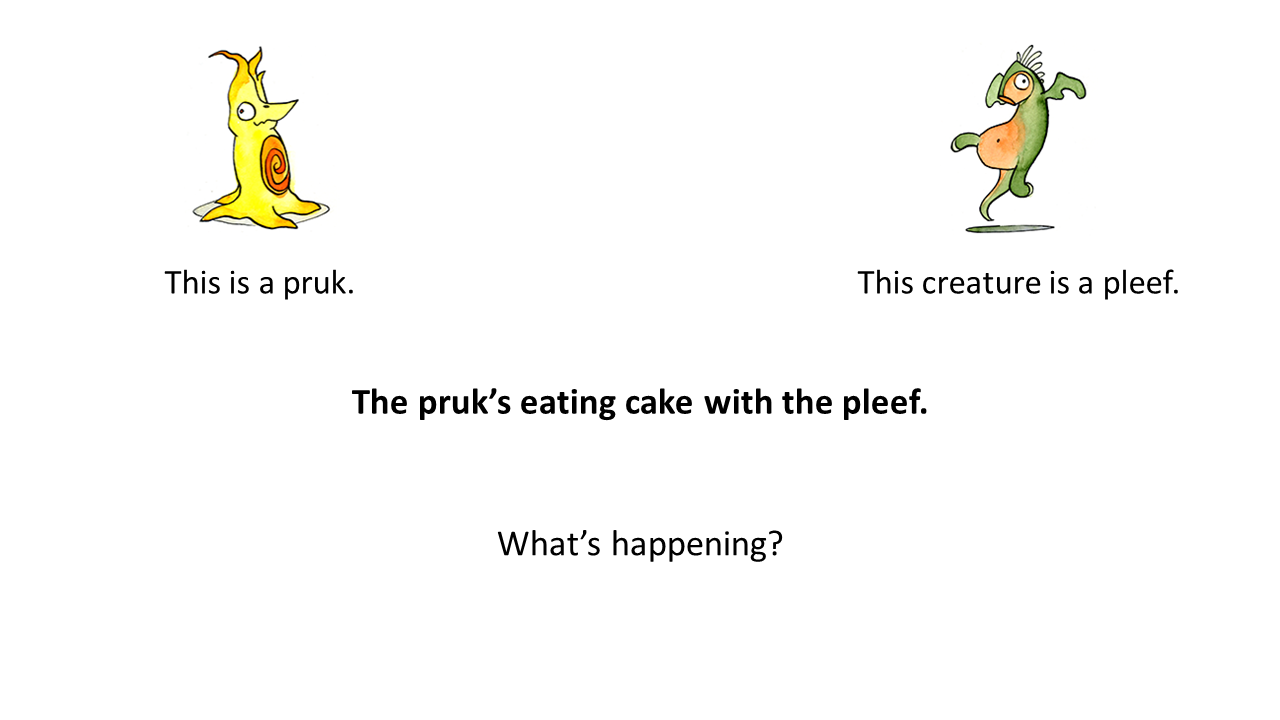 This is a pruk.
This creature is a pleef.
The pruk’s eating cake with the pleef.
What’s happening?